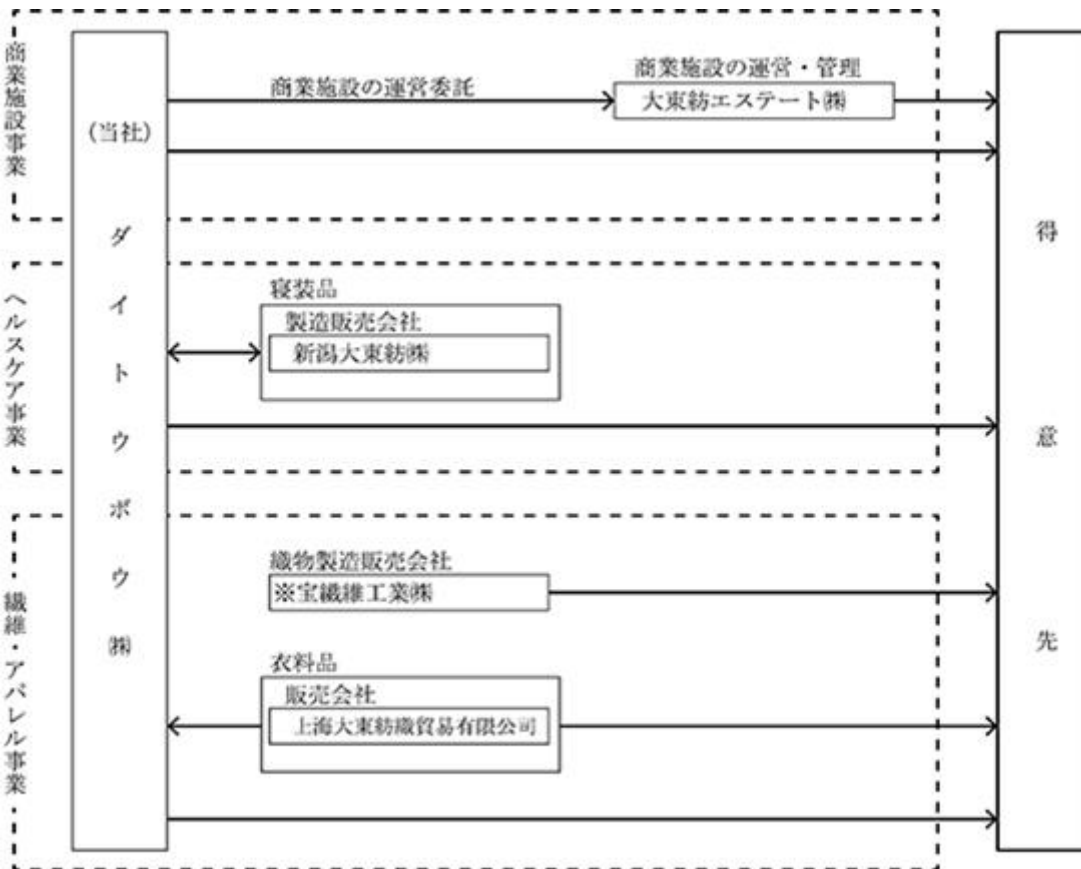 商業施設事業
(当社)
ダイトウボウ㈱
商業施設の運営委託
商業施設の運営・管理
大東紡エステート㈱
得意先
ヘルスケア事業
寝装品
製造販売会社
新潟大東紡㈱
繊維・アパレル事業
織物製造販売会社
※宝繊維工業㈱
衣料品
販売会社
上海大東紡織貿易有限公司